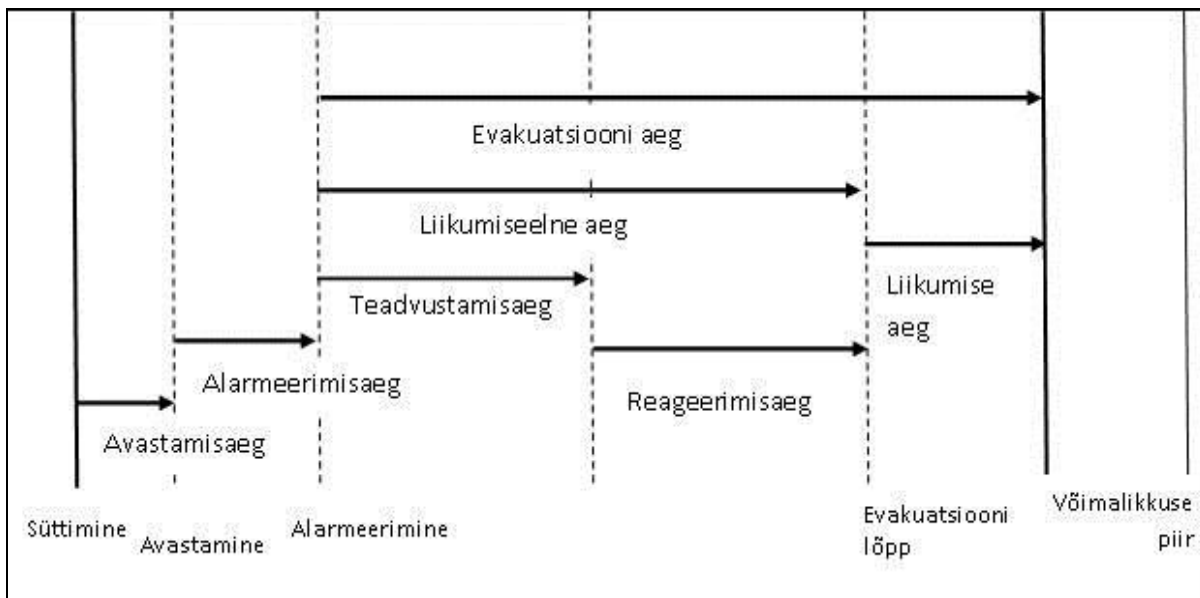 Evakuatsiooni aeg
Liikumiseelne aeg
Liikumise
aeg
Teadvustamisaeg
Alarmeerimisaeg
Reageerimisaeg
Avastamisaeg
Süttimine
Avastamine
Alarmeerimine
Evakuatsiooni
lõpp
Võimalikkuse
piir